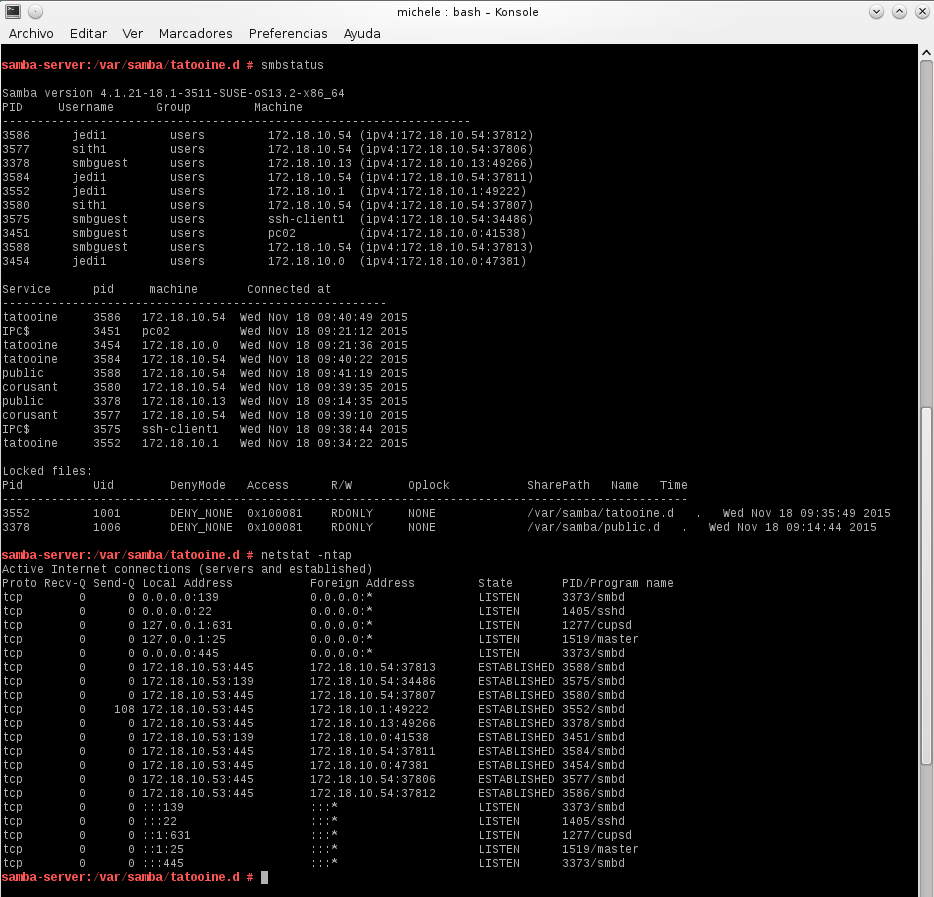 michele : bash – Konsole
Archivo Editar Ver Marcadores Preferencias Ayuda
samba-server:/var/samba/tatooine.d # smbstatus
Samba version 4.1.21-18.1-3511-SUSE-oS13.2-x86_64
PID     Username      Group         Machine
-------------------------------------------------------------------
3586      jedi1         users         172.18.10.54 (ipv4:172.18.10.54:37812)
3577      sith1         users         172.18.10.54 (ipv4:172.18.10.54:37806)
3378      smbguest      users         172.18.10.13 (ipv4:172.18.10.13:49266)
3584      jedi1         users         172.18.10.54 (ipv4:172.18.10.54:37811)
3552      jedi1         users         172.18.10.1  (ipv4:172.18.10.1:49222)
3580      sith1         users         172.18.10.54 (ipv4:172.18.10.54:37807)
3575      smbguest      users         ssh-client1  (ipv4:172.18.10.54:34486)
3451      smbguest      users         pc02         (ipv4:172.18.10.0:41538)
3588      smbguest      users         172.18.10.54 (ipv4:172.18.10.54:37813)
3454      jedi1         users         172.18.10.0  (ipv4:172.18.10.0:47381)
Service      pid     machine       Connected at
-------------------------------------------------------
tatooine     3586   172.18.10.54  Wed Nov 18 09:40:49 2015
IPC$         3451   pc02          Wed Nov 18 09:21:12 2015
tatooine     3454   172.18.10.0   Wed Nov 18 09:21:36 2015
tatooine     3584   172.18.10.54  Wed Nov 18 09:40:22 2015
public       3588   172.18.10.54  Wed Nov 18 09:41:19 2015
corusant     3580   172.18.10.54  Wed Nov 18 09:39:35 2015
public       3378   172.18.10.13  Wed Nov 18 09:14:35 2015
corusant     3577   172.18.10.54  Wed Nov 18 09:39:10 2015
IPC$         3575   ssh-client1   Wed Nov 18 09:38:44 2015
tatooine     3552   172.18.10.1   Wed Nov 18 09:34:22 2015
Locked files:
Pid          Uid        DenyMode   Access      R/W        Oplock           SharePath   Name   Time
--------------------------------------------------------------------------------------------------
3552         1001       DENY_NONE  0x100081    RDONLY     NONE             /var/samba/tatooine.d   .   Wed Nov 18 09:35:49 2015
3378         1006       DENY_NONE  0x100081    RDONLY     NONE             /var/samba/public.d   .   Wed Nov 18 09:14:44 2015
samba-server:/var/samba/tatooine.d # netstat -ntap
Active Internet connections (servers and established)
Proto Recv-Q Send-Q Local Address           Foreign Address         State       PID/Program name
tcp        0      0 0.0.0.0:139             0.0.0.0:*               LISTEN      3373/smbd
tcp        0      0 0.0.0.0:22              0.0.0.0:*               LISTEN      1405/sshd
tcp        0      0 127.0.0.1:631           0.0.0.0:*               LISTEN      1277/cupsd
tcp        0      0 127.0.0.1:25            0.0.0.0:*               LISTEN      1519/master
tcp        0      0 0.0.0.0:445             0.0.0.0:*               LISTEN      3373/smbd
tcp        0      0 172.18.10.53:445        172.18.10.54:37813      ESTABLISHED 3588/smbd
tcp        0      0 172.18.10.53:139        172.18.10.54:34486      ESTABLISHED 3575/smbd
tcp        0      0 172.18.10.53:445        172.18.10.54:37807      ESTABLISHED 3580/smbd
tcp        0    108 172.18.10.53:445        172.18.10.1:49222       ESTABLISHED 3552/smbd
tcp        0      0 172.18.10.53:445        172.18.10.13:49266      ESTABLISHED 3378/smbd
tcp        0      0 172.18.10.53:139        172.18.10.0:41538       ESTABLISHED 3451/smbd
tcp        0      0 172.18.10.53:445        172.18.10.54:37811      ESTABLISHED 3584/smbd
tcp        0      0 172.18.10.53:445        172.18.10.0:47381       ESTABLISHED 3454/smbd
tcp        0      0 172.18.10.53:445        172.18.10.54:37806      ESTABLISHED 3577/smbd
tcp        0      0 172.18.10.53:445        172.18.10.54:37812      ESTABLISHED 3586/smbd
tcp        0      0 :::139                  :::*                    LISTEN      3373/smbd
tcp        0      0 :::22                   :::*                    LISTEN      1405/sshd
tcp        0      0 ::1:631                 :::*                    LISTEN      1277/cupsd
tcp        0      0 ::1:25                  :::*                    LISTEN      1519/master
tcp        0      0 :::445                  :::*                    LISTEN      3373/smbd
samba-server:/var/samba/tatooine.d #